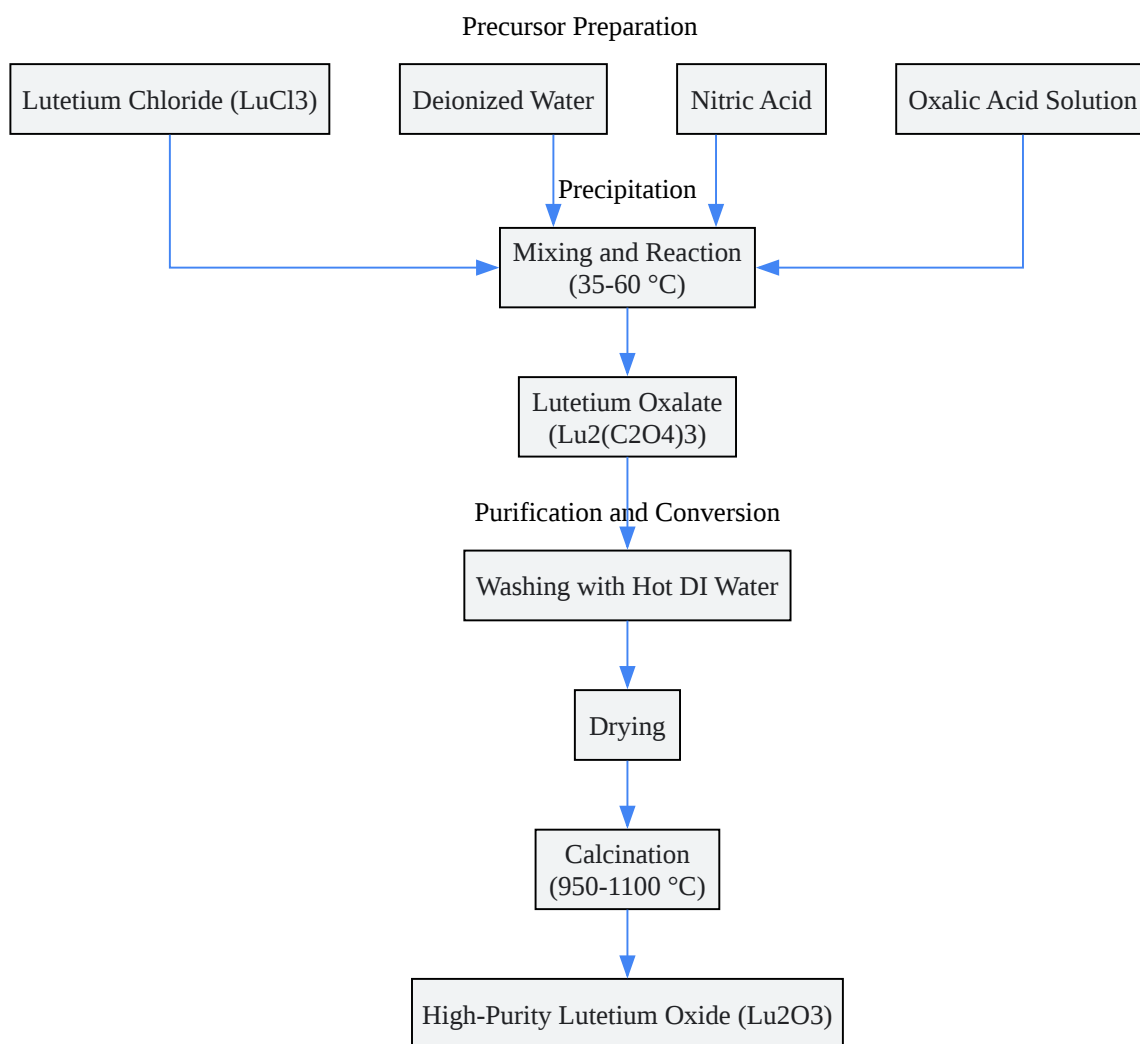 Precursor Preparation
Lutetium Chloride (LuCl3)
Deionized Water
Nitric Acid
Oxalic Acid Solution
Precipitation
Mixing and Reaction
(35-60 °C)
Lutetium Oxalate
(Lu2(C2O4)3)
Purification and Conversion
Washing with Hot DI Water
Drying
Calcination
(950-1100 °C)
High-Purity Lutetium Oxide (Lu2O3)